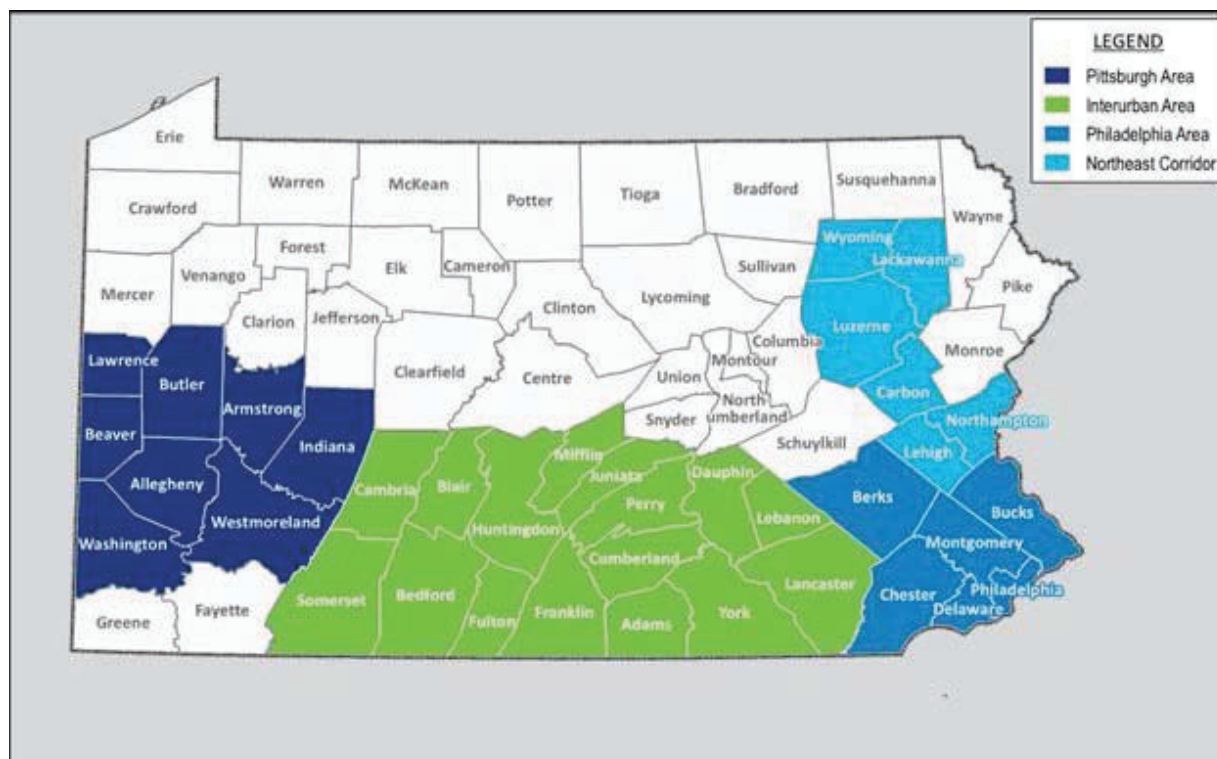 LEGEND
Pittsburgh Area
Interurban Area
Philadelphia Area
Northeast Corridor
Erie
Warren
McKean
Potter
Tioga
Bradford
Susquehanna
Wayne
Crawford
Forest
Venango
Elk
Cameron
Sullivan
Wyoming
Lackawanna
Pike
Mercer
Clarion
Jefferson
Clinton
Lycoming
Luzerne
Columbia
Montour
Monroe
Lawrence
Butler
Clearfield
Centre
Union
Carbon
Armstrong
North
umberland
Snyder
Northampton
Beaver
Indiana
Schuylkill
Lehigh
Allegheny
Mifflin
Juniata
Dauphin
Cambria
Blair
Perry
Berks
Bucks
Westmoreland
Huntingdon
Lebanon
Washington
Cumberland
Montgomery
Lancaster
Chester
Philadelphia
Delaware
Somerset
Bedford
Fulton
Franklin
Adams
York
Greene
Fayette